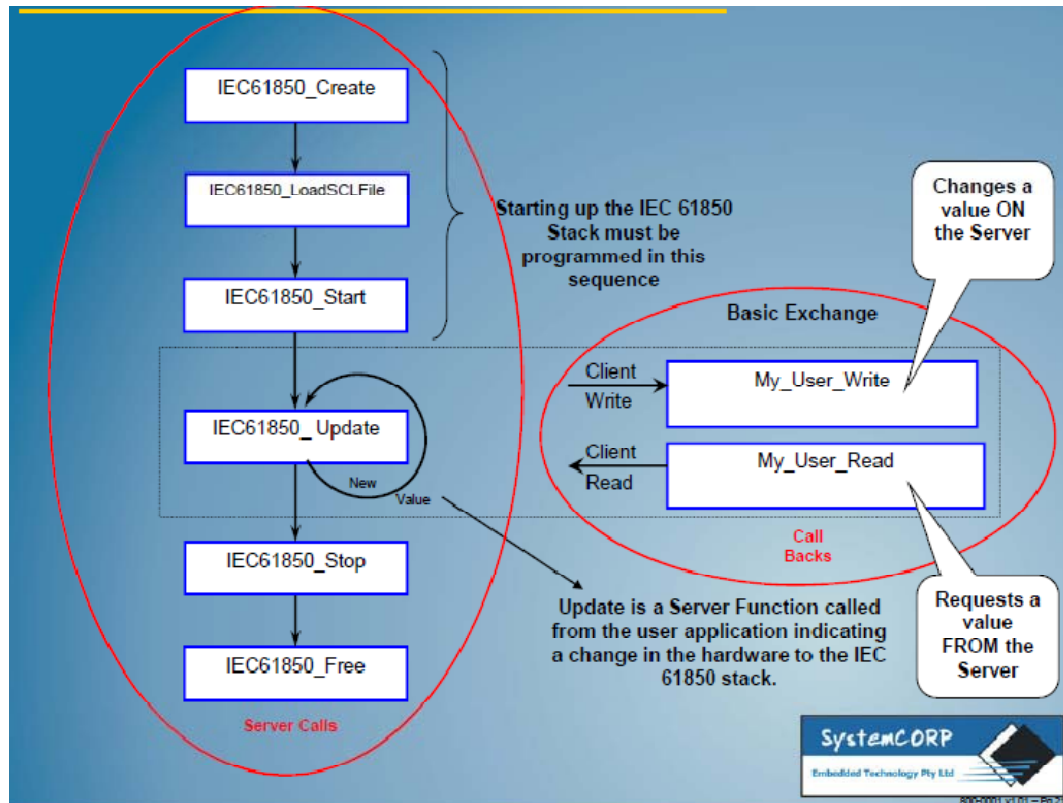 IEC61850_Create
IEC61850_LoadSCLFile
IEC61850_Start
Starting up the IEC 61850
Stack must be
programmed in this
sequence
Changes a
value ON
the Server
Basic Exchange
Client
Write
My_User_Write
IEC61850_Update
New
Value
Client
Read
My_User_Read
Call
Backs
IEC61850_Stop
IEC61850_Free
Server Calls
Update is a Server Function called
from the user application indicating
a change in the hardware to the IEC
61850 stack.
Requests a
value
FROM the
Server
SystemCORP
Embedded Technology Pty Ltd